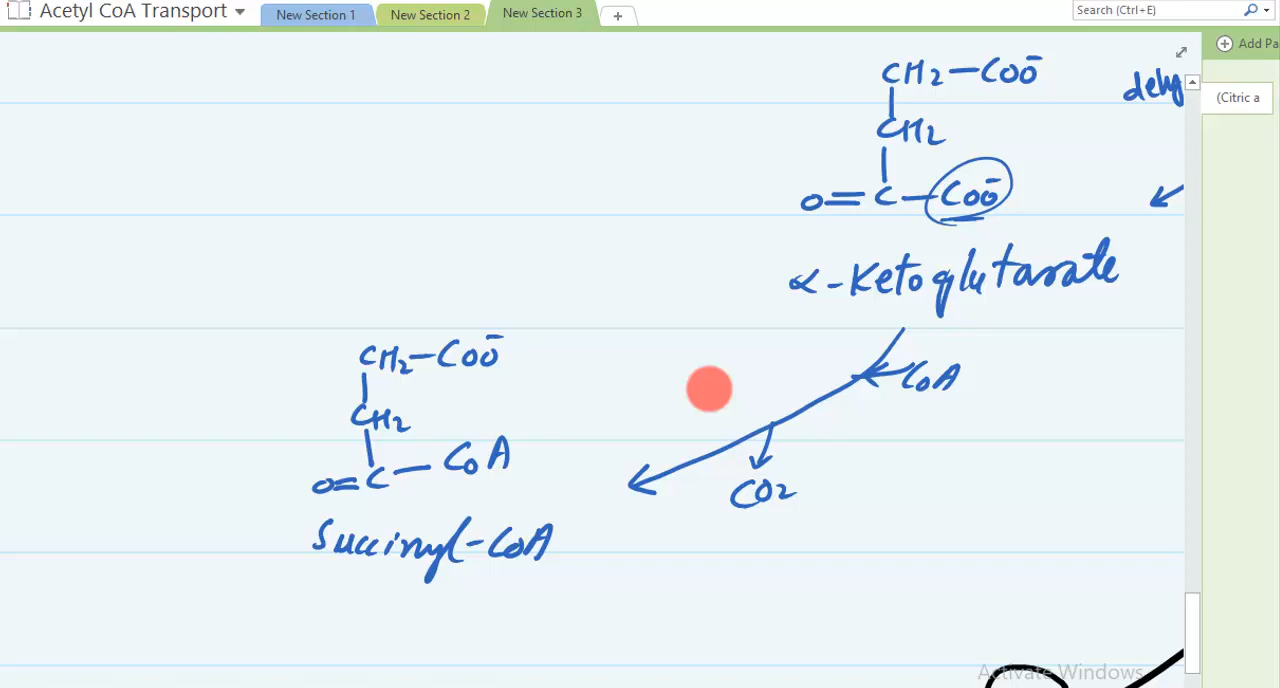 Acetyl CoA Transport
New Section 1
New Section 2
New Section 3
+
Search (Ctrl+E)
Add Pa
(Citric a
CH2-COO-
dehy
CH2
O=C-COO-
α-Ketoglutarate
CH2-COO-
CoA
CH2
O=C-CoA
CO2
Succinyl-CoA
Activate Windows